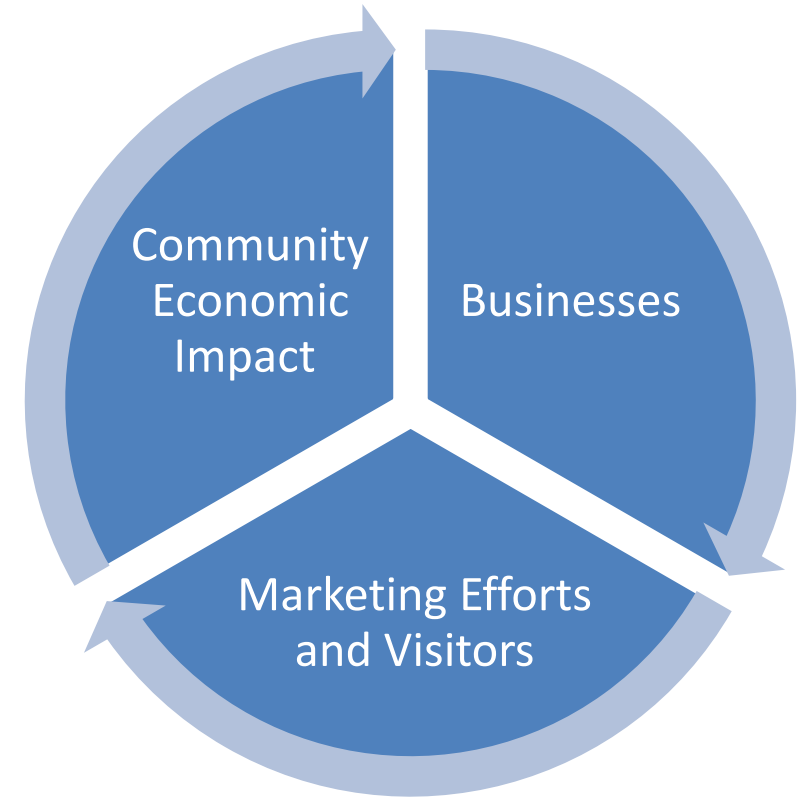 Community
Economic
Impact
Businesses
Marketing Efforts
and Visitors